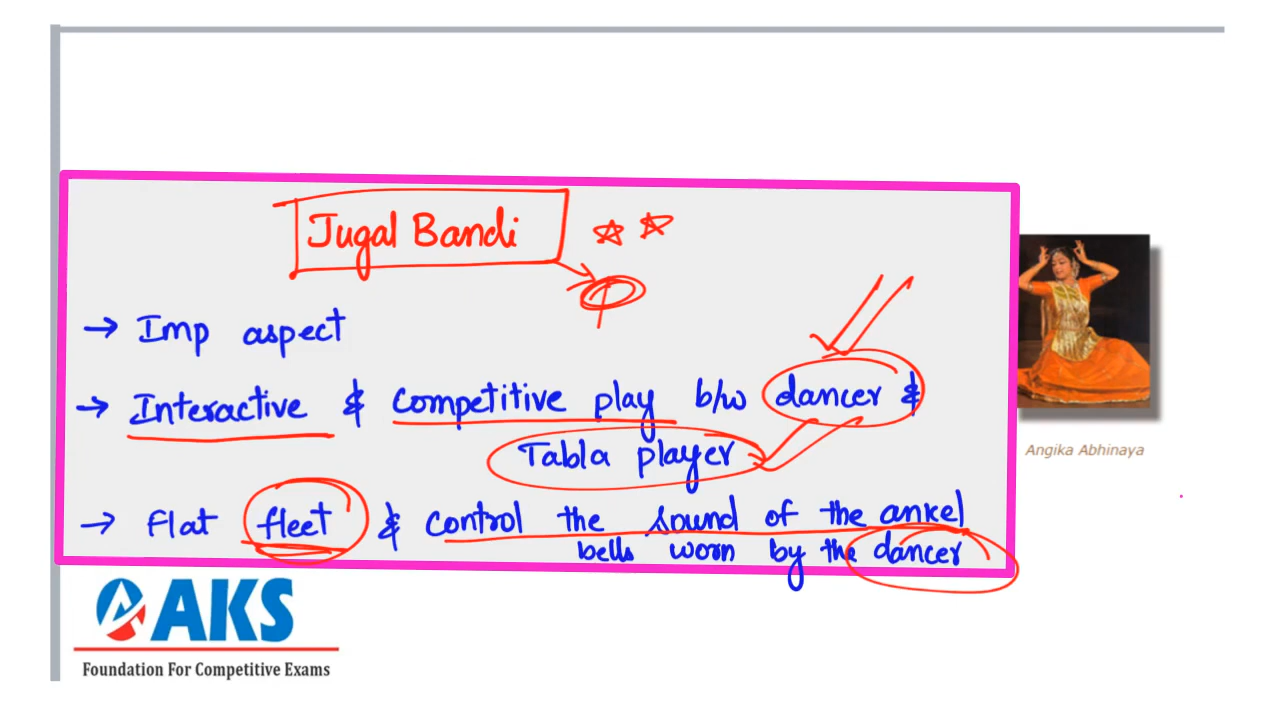 Jugal Bandi
→ Imp aspect
→ Interactive & competitive play b/w dancer &
Tabla player
→ Flat fleet & control the sound of the ankel
bells worn by the dancer
Angika Abhinaya
AKS
Foundation For Competitive Exams